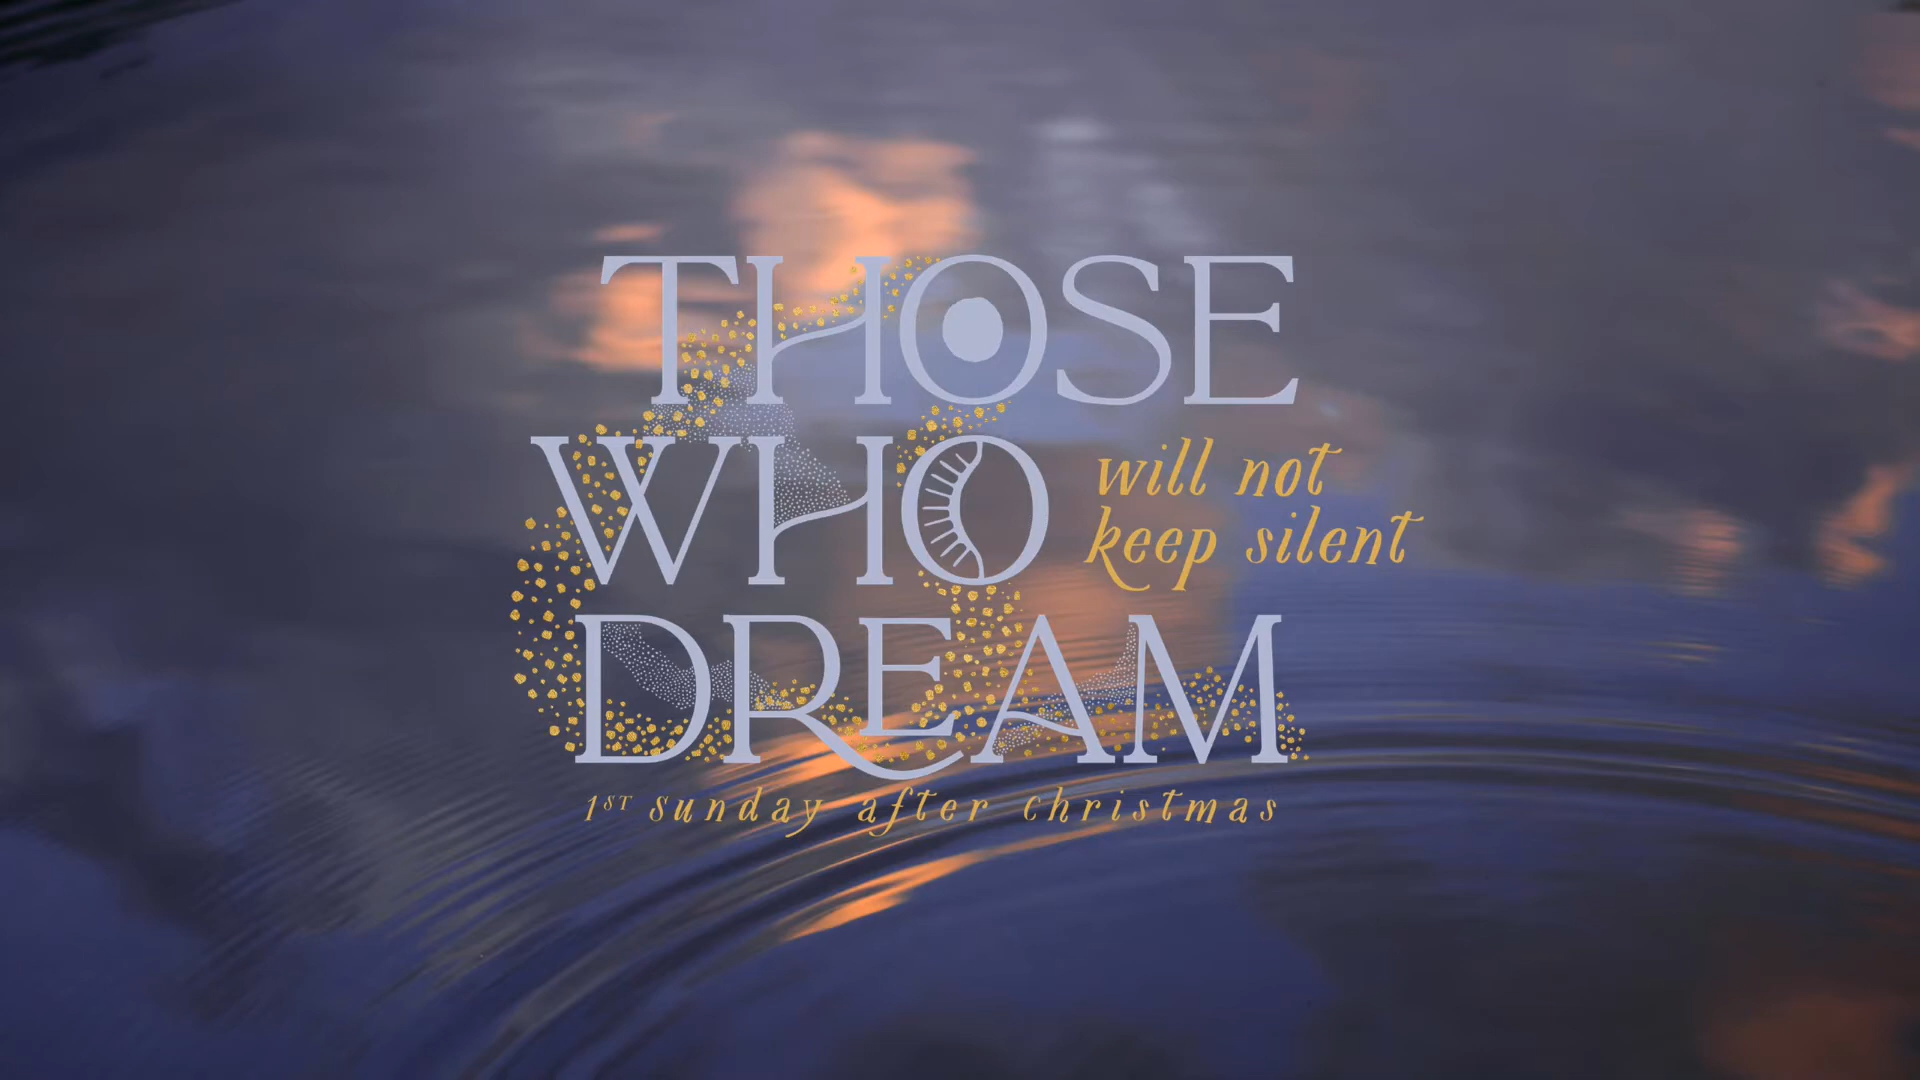 THOSE
WHO
will not
keep silent
DREAM
1ST sunday after christmas